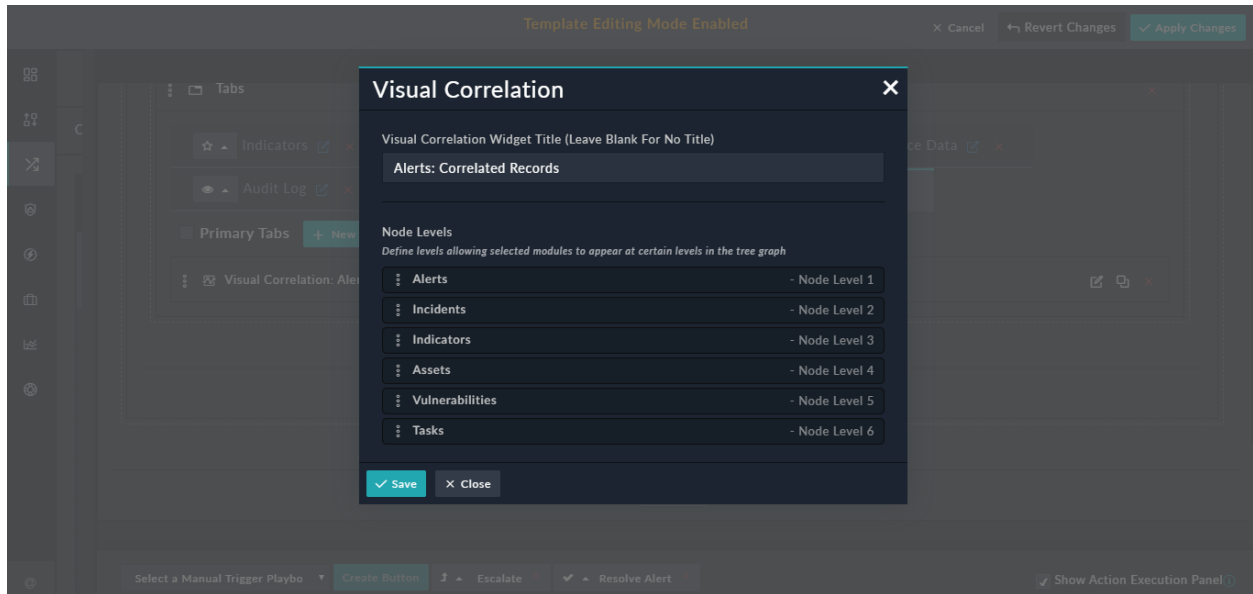 Template Editing Mode Enabled
Cancel
Revert Changes
Apply Changes
Tabs
Indicators
ce Data
Audit Log
Primary Tabs
+ New
Visual Correlation: Ale
Visual Correlation
Visual Correlation Widget Title (Leave Blank For No Title)
Alerts: Correlated Records
Node Levels
Define levels allowing selected modules to appear at certain levels in the tree graph
Alerts - Node Level 1
Incidents - Node Level 2
Indicators - Node Level 3
Assets - Node Level 4
Vulnerabilities - Node Level 5
Tasks - Node Level 6
Save
Close
Select a Manual Trigger Playbo
Create Button
Escalate
Resolve Alert
Show Action Execution Panel